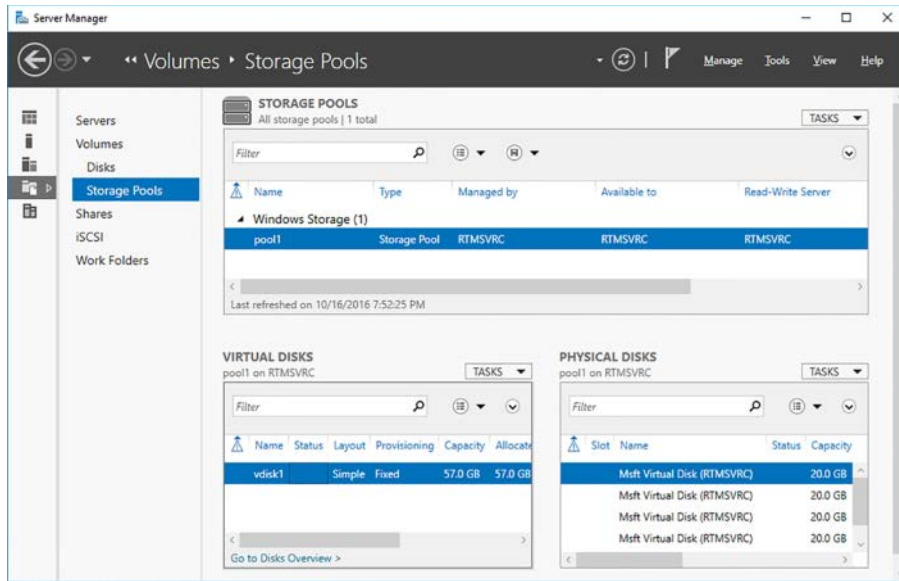 Server Manager
Volumes Storage Pools
Manage Tools View Help
Servers
Volumes
Disks
Storage Pools
Shares
iSCSI
Work Folders
STORAGE POOLS
All storage pools | 1 total
TASKS
Filter
Name Type Managed by Available to Read-Write Server
Windows Storage (1)
pool1 Storage Pool RTMSVRC RTMSVRC RTMSVRC
Last refreshed on 10/16/2016 7:52:25 PM
VIRTUAL DISKS
pool1 on RTMSVRC
TASKS
Filter
Name Status Layout Provisioning Capacity Allocate
vdisk1 Simple Fixed 57.0 GB 57.0 GB
Go to Disks Overview >
PHYSICAL DISKS
pool1 on RTMSVRC
TASKS
Filter
Slot Name Status Capacity
Msft Virtual Disk (RTMSVRC) 20.0 GB
Msft Virtual Disk (RTMSVRC) 20.0 GB
Msft Virtual Disk (RTMSVRC) 20.0 GB
Msft Virtual Disk (RTMSVRC) 20.0 GB